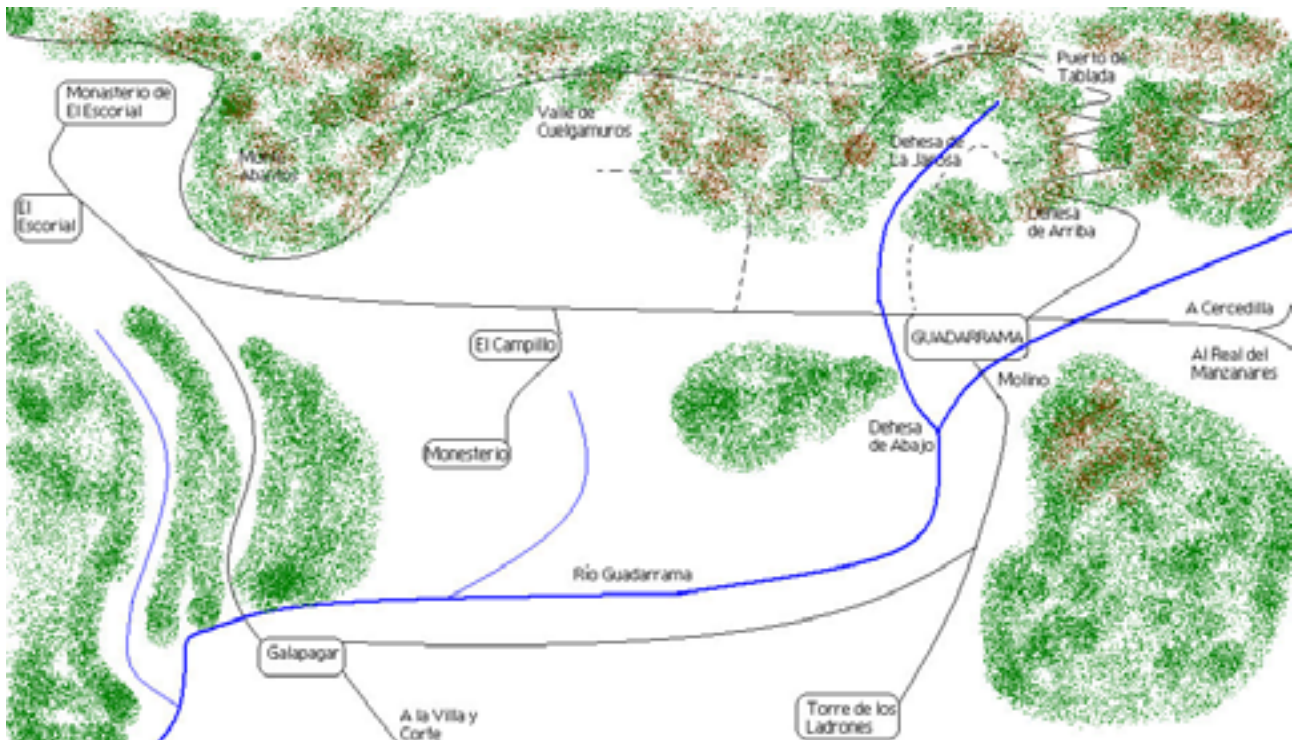 Puerto de
Tablada
Monasterio de
El Escorial
Valle de
Cuelgamuros
Dehesa de
La Jarosa
Monte
Abantos
El
Escorial
Dehesa
de Arriba
A Cercedilla
GUADARRAMA
El Campillo
Al Real del
Manzanares
Molino
Dehesa
de Abajo
Monesterio
Río Guadarrama
Galapagar
A la Villa y
Corte
Torre de los
Ladrones